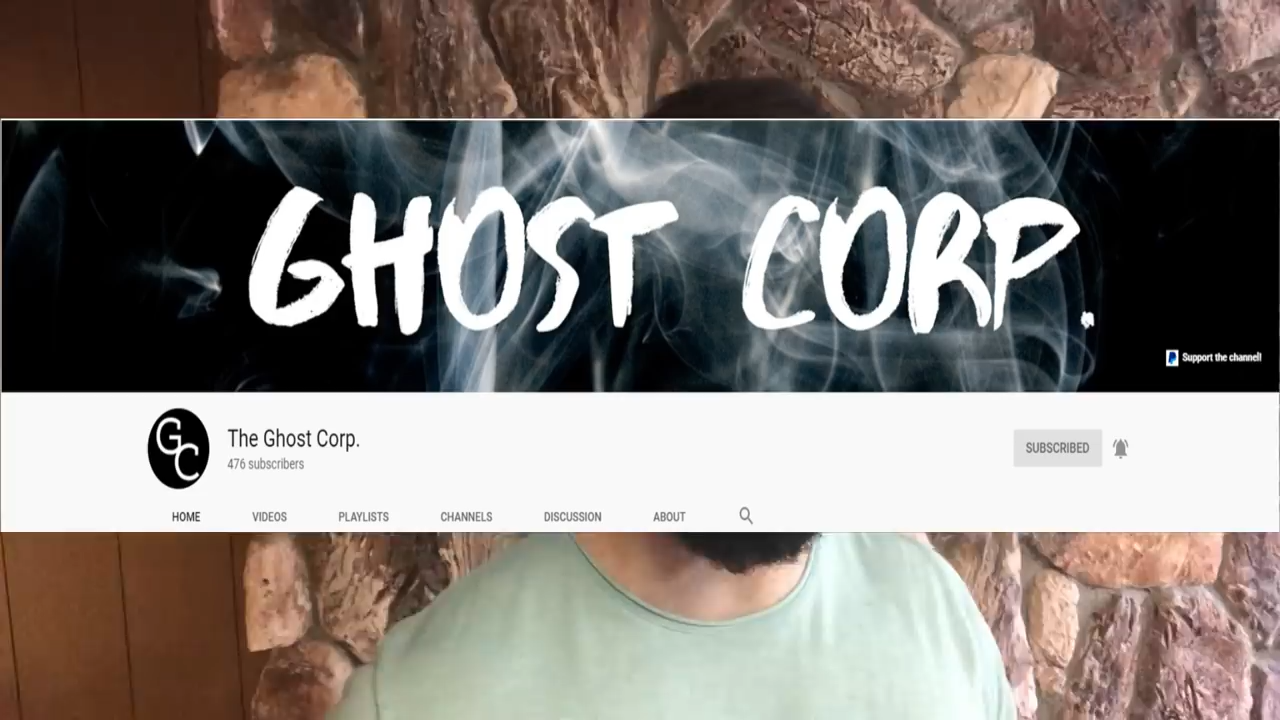 GHOST CORP.
Support the channel!
GC
The Ghost Corp.
476 subscribers
SUBSCRIBED
HOME VIDEOS PLAYLISTS CHANNELS DISCUSSION ABOUT